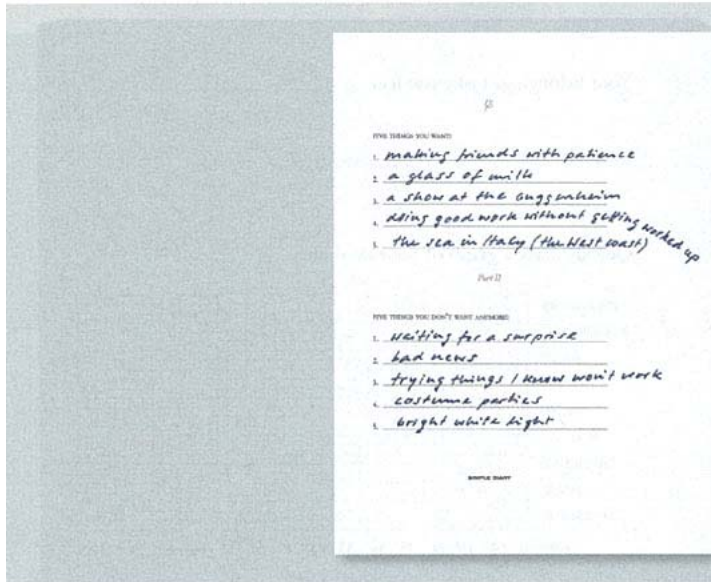 FIVE THINGS YOU WANT:
1. making friends with patience
2. a glass of milk
3. a show at the Guggenheim
4. doing good work without getting worked up
5. the sea in Italy (the West coast)
Part II
FIVE THINGS YOU DON'T WANT ANYMORE:
1. waiting for a surprise
2. bad news
3. trying things I know won't work
4. costume parties
5. bright white light
SIMPLE DIARY